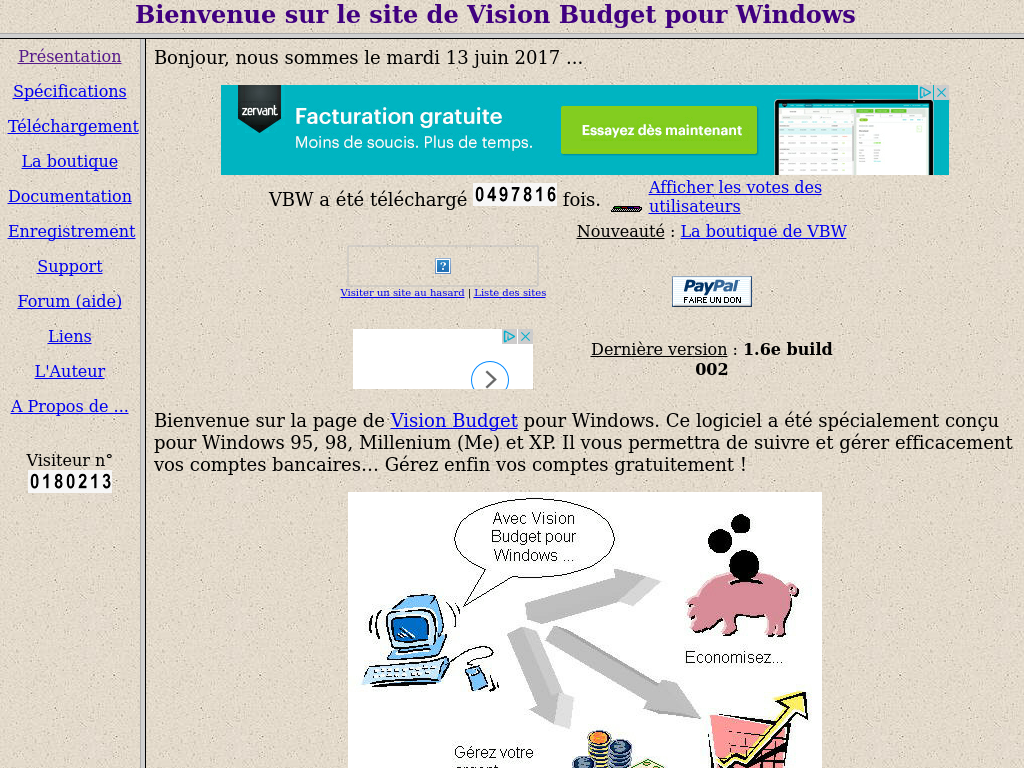 Bienvenue sur le site de Vision Budget pour Windows
Présentation
Spécifications
Téléchargement
La boutique
Documentation
Enregistrement
Support
Forum (aide)
Liens
L'Auteur
A Propos de ...
Visiteur n°
0180213
Bonjour, nous sommes le mardi 13 juin 2017 ...
zervant
Facturation gratuite
Moins de soucis. Plus de temps.
Essayez dès maintenant
VBW a été téléchargé 0497816 fois.
Afficher les votes des
utilisateurs
Nouveauté : La boutique de VBW
Visiter un site au hasard | Liste des sites
PayPal
FAIRE UN DON
Dernière version : 1.6e build
002
Bienvenue sur la page de Vision Budget pour Windows. Ce logiciel a été spécialement conçu
pour Windows 95, 98, Millenium (Me) et XP. Il vous permettra de suivre et gérer efficacement
vos comptes bancaires... Gérez enfin vos comptes gratuitement !
Avec Vision
Budget pour
Windows ...
Economisez...
Gérez votre